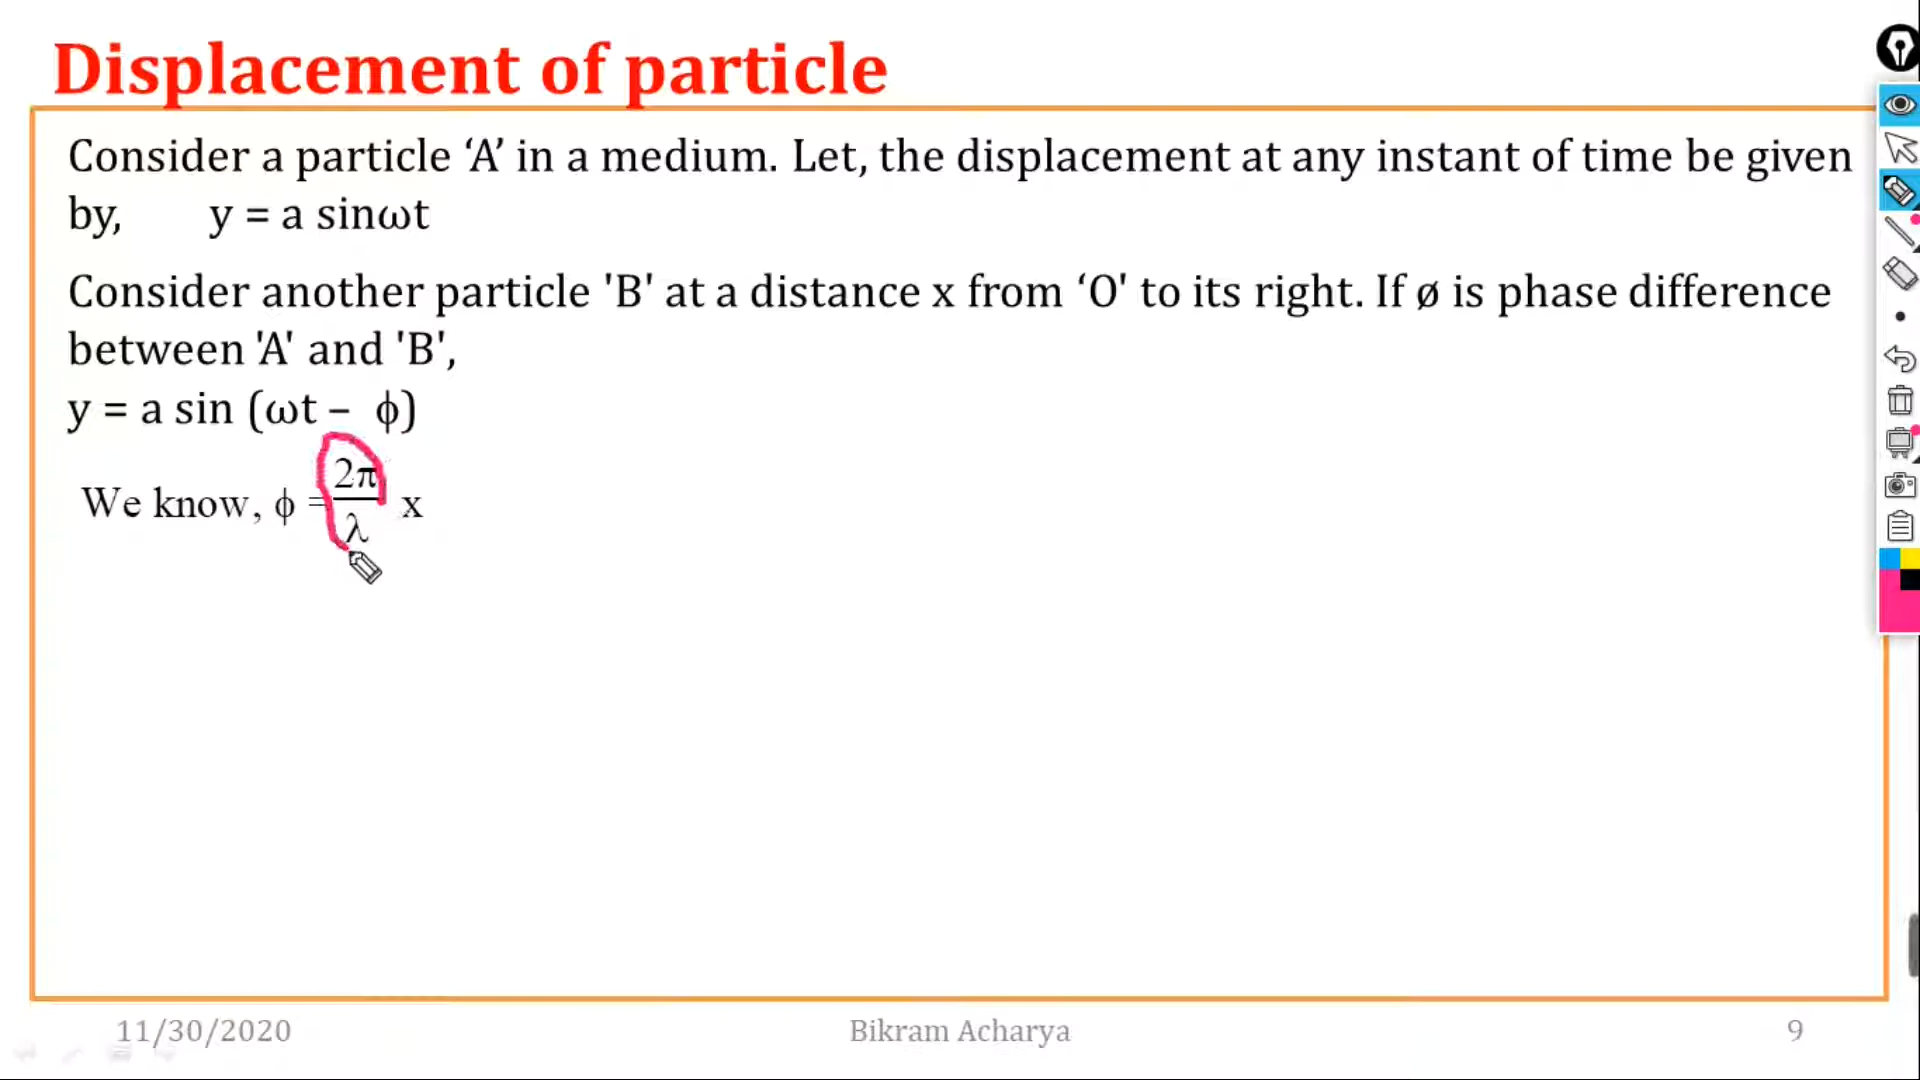 Displacement of particle
Consider a particle ‘A’ in a medium. Let, the displacement at any instant of time be given
by, y = a sinωt
Consider another particle 'B' at a distance x from ‘O' to its right. If ø is phase difference
between 'A' and 'B',
y = a sin (ωt – ϕ)
We know, ϕ = 2π/λ x
11/30/2020 Bikram Acharya 9